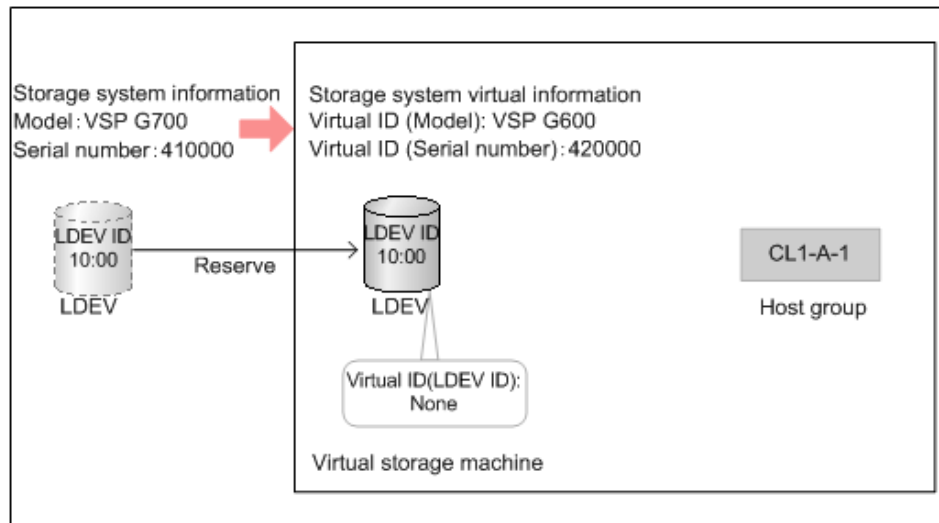 Storage system information
Model：VSP G700
Serial number：410000
Storage system virtual information
Virtual ID (Model): VSP G600
Virtual ID (Serial number)：420000
LDEV ID
10:00
LDEV
Reserve
LDEV ID
10:00
LDEV
Virtual ID(LDEV ID):
None
CL1-A-1
Host group
Virtual storage machine